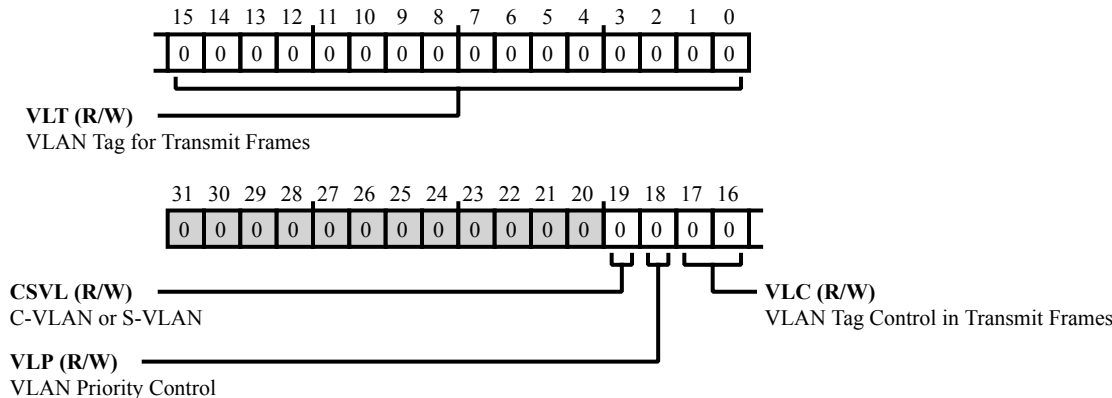 15 14 13 12 11 10 9 8 7 6 5 4 3 2 1 0
0 0 0 0 0 0 0 0 0 0 0 0 0 0 0 0
VLT (R/W)
VLAN Tag for Transmit Frames
31 30 29 28 27 26 25 24 23 22 21 20 19 18 17 16
0 0 0 0 0 0 0 0 0 0 0 0 0 0 0 0
CSVL (R/W)
C-VLAN or S-VLAN
VLC (R/W)
VLAN Tag Control in Transmit Frames
VLP (R/W)
VLAN Priority Control